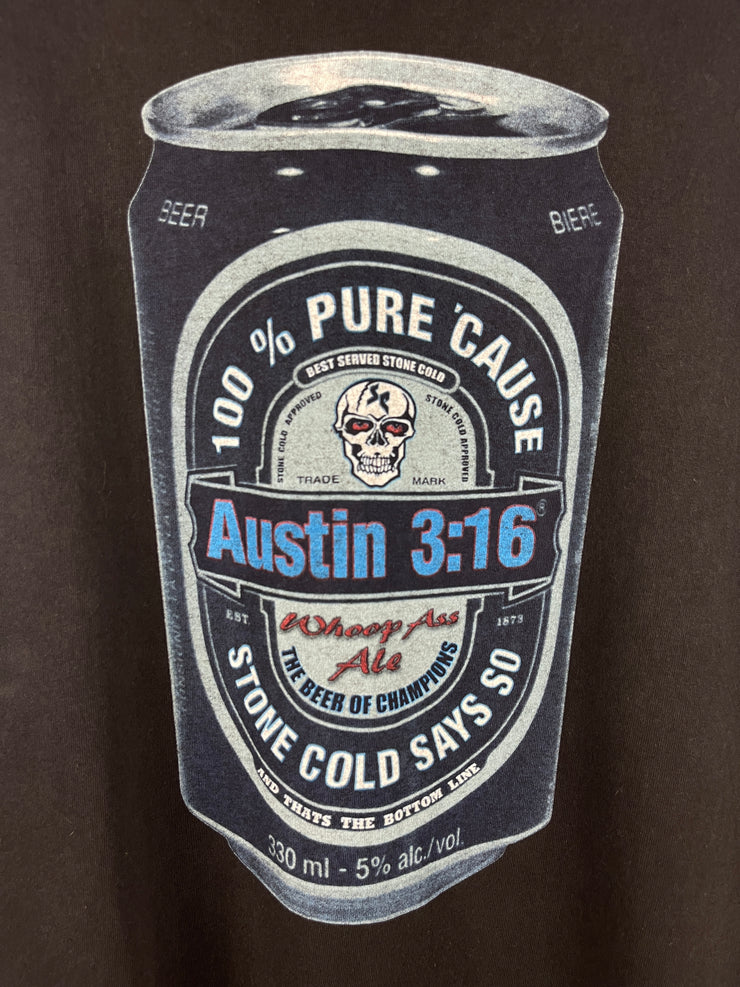 BEER
BIERE
100 % PURE 'CAUSE
BEST SERVED STONE COLD
STONE COLD APPROVED
STONE COLD APPROVED
SC
TRADE MARK
Austin 3:16®
EST. 1873
Whoop Ass
Ale
THE BEER OF CHAMPIONS
STONE COLD SAYS SO
AND THATS THE BOTTOM LINE
330 ml - 5% alc./vol.